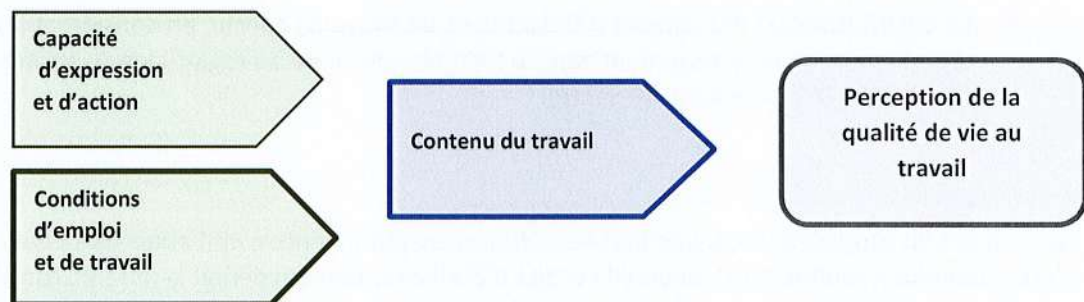 Capacité
d’expression
et d’action
Conditions
d’emploi
et de travail
Contenu du travail
Perception de la
qualité de vie au
travail